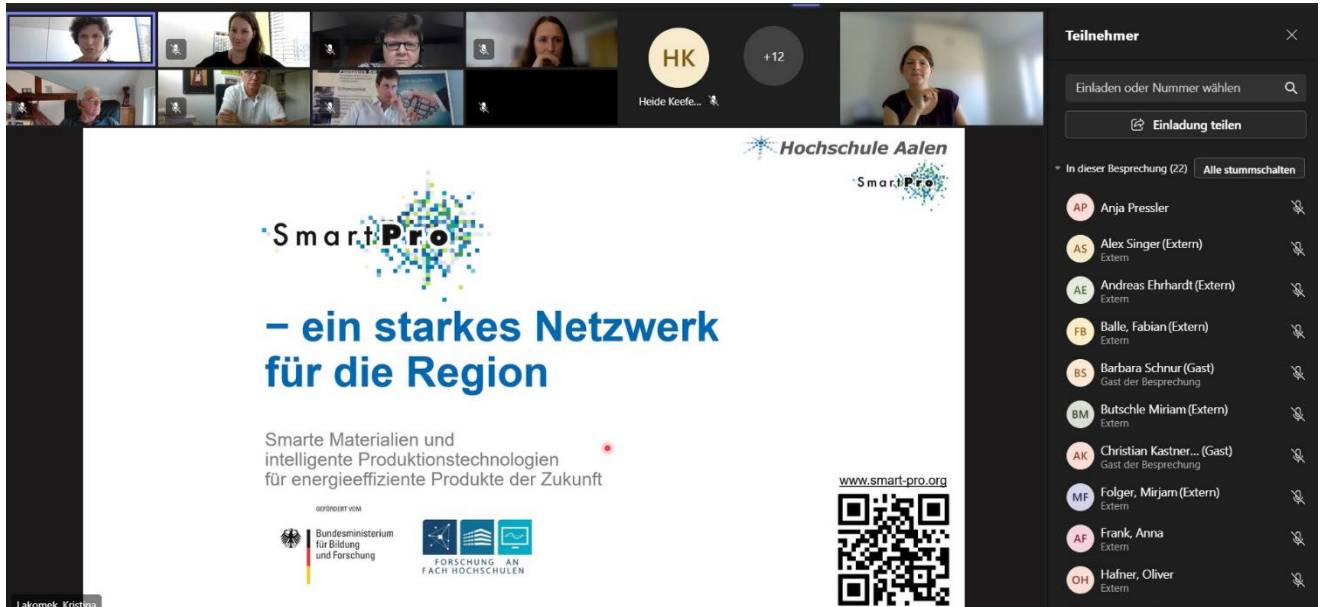 HK
Heide Keefe...
+12
Hochschule Aalen
SmartPro
SmartPro
– ein starkes Netzwerk
für die Region
Smarte Materialien und
intelligente Produktionstechnologien
für energieeffiziente Produkte der Zukunft
GEFÖRDERT VOM
Bundesministerium
für Bildung
und Forschung
FORSCHUNG AN
FACHHOCHSCHULEN
www.smart-pro.org
Lakomek, Kristina
Teilnehmer
Einladen oder Nummer wählen
Einladung teilen
In dieser Besprechung (22)
Alle stummschalten
AP
Anja Pressler
AS
Alex Singer (Extern)
Extern
AE
Andreas Ehrhardt (Extern)
Extern
FB
Balle, Fabian (Extern)
Extern
BS
Barbara Schnur (Gast)
Gast der Besprechung
BM
Butschle Miriam (Extern)
Extern
AK
Christian Kastner... (Gast)
Gast der Besprechung
MF
Folger, Mirjam (Extern)
Extern
AF
Frank, Anna
Extern
OH
Hafner, Oliver
Extern